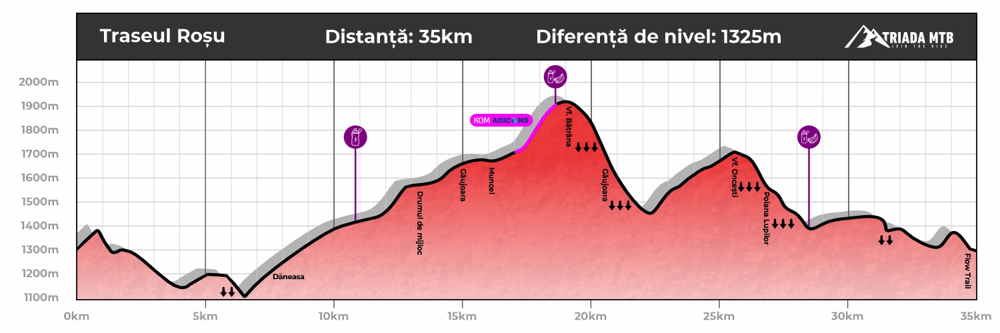 Traseul Roșu
Distanță: 35km
Diferență de nivel: 1325m
TRIADA MTB
JOIN THE RIDE
2000m
1900m
1800m
1700m
1600m
1500m
1400m
1300m
1200m
1100m
KOM ADICONS
Dăneasa
Drumul de mijloc
Găujoara
Muncel
Vf. Bătrâna
Găujoara
Vf. Oncești
Poiana Lupilor
Flow Trail
0km
5km
10km
15km
20km
25km
30km
35km